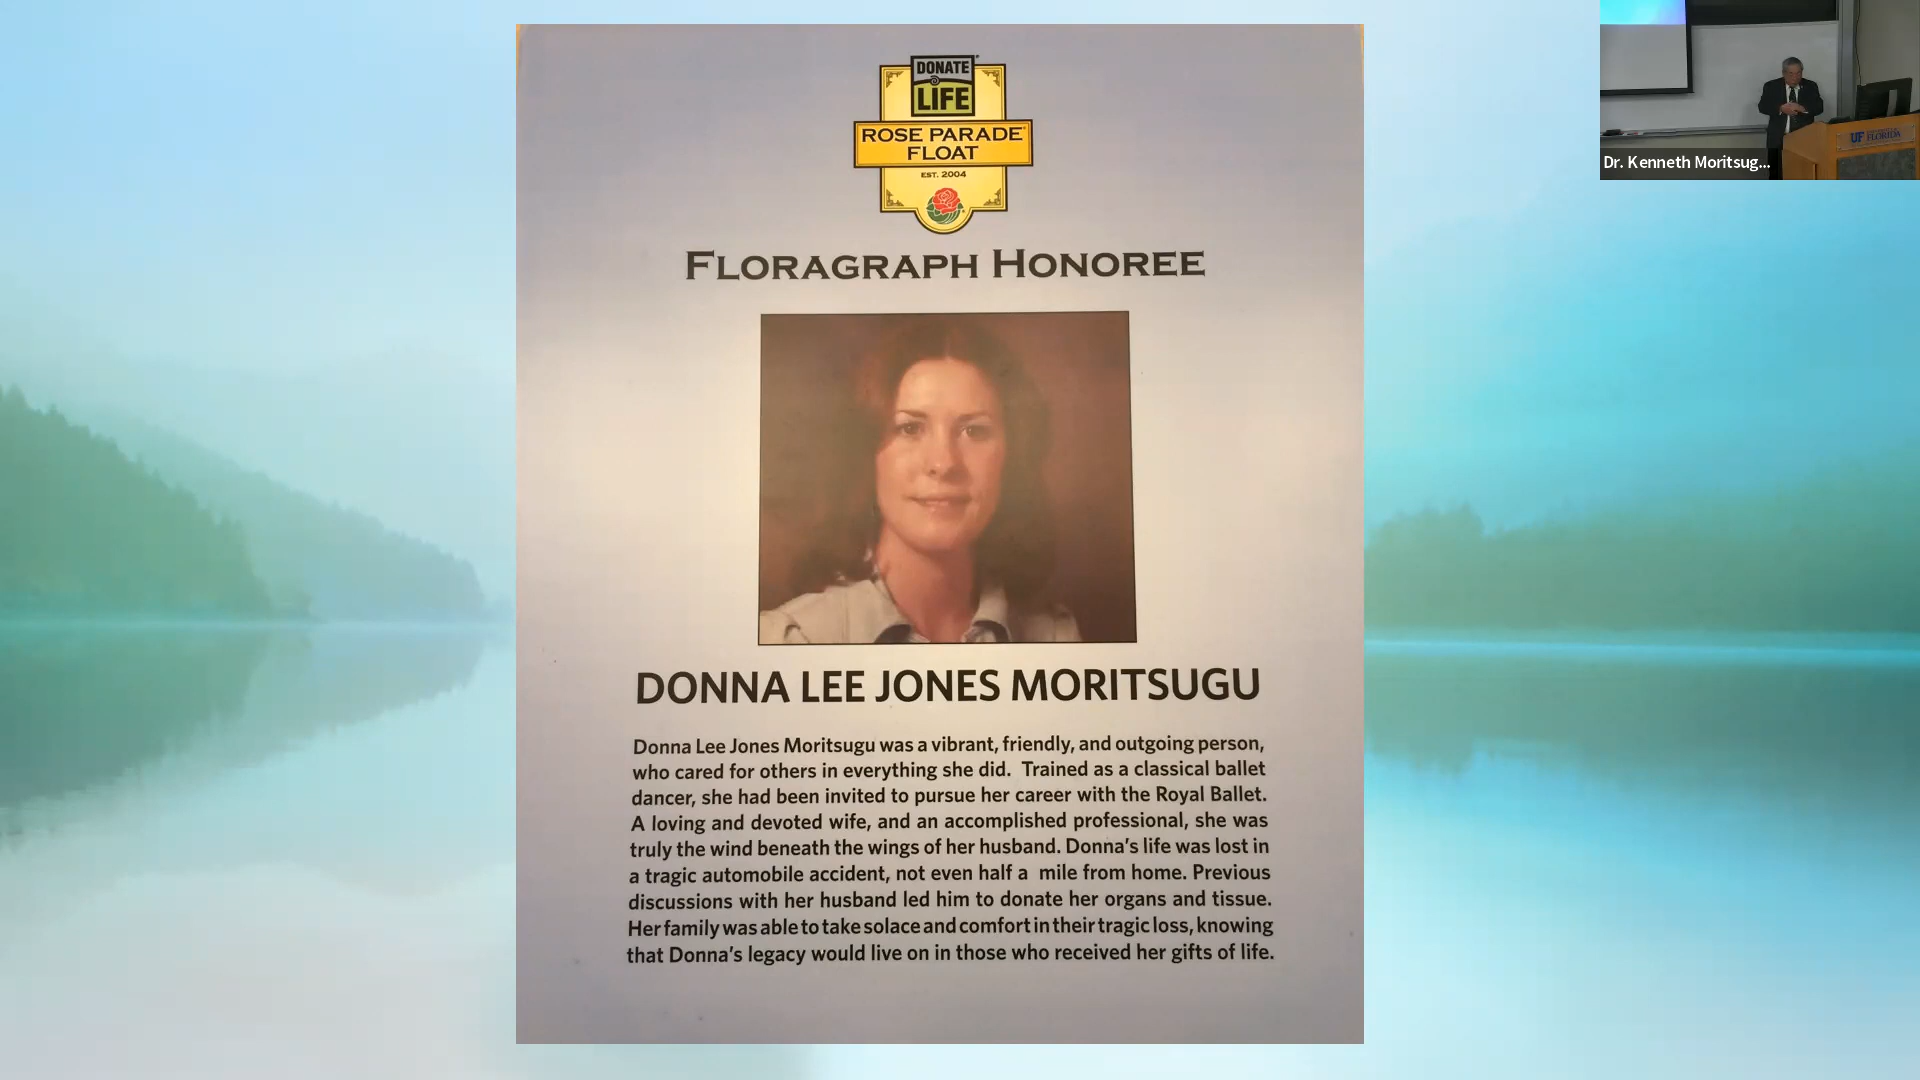 DONATE
LIFE
ROSE PARADE
FLOAT
EST. 2004
FLORAGRAPH HONOREE
DONNA LEE JONES MORITSUGU
Donna Lee Jones Moritsugu was a vibrant, friendly, and outgoing person,
who cared for others in everything she did. Trained as a classical ballet
dancer, she had been invited to pursue her career with the Royal Ballet.
A loving and devoted wife, and an accomplished professional, she was
truly the wind beneath the wings of her husband. Donna's life was lost in
a tragic automobile accident, not even half a mile from home. Previous
discussions with her husband led him to donate her organs and tissue.
Her family was able to take solace and comfort in their tragic loss, knowing
that Donna's legacy would live on in those who received her gifts of life.
UF FLORIDA
Dr. Kenneth Moritsug...